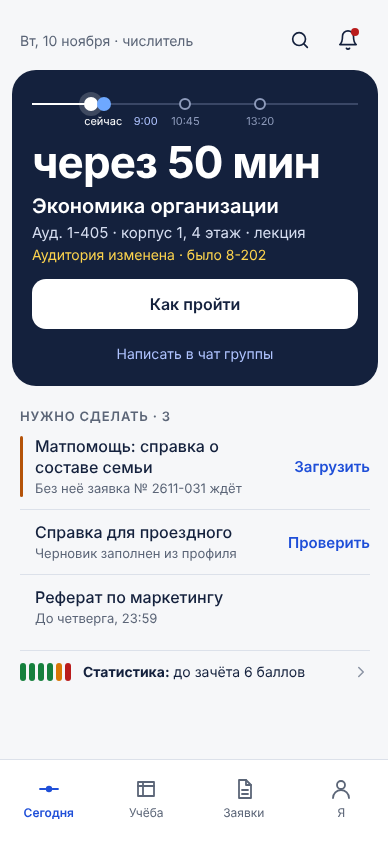 Вт, 10 ноября · числитель
сейчас 9:00 10:45 13:20
через 50 мин
Экономика организации
Ауд. 1-405 · корпус 1, 4 этаж · лекция
Аудитория изменена · было 8-202
Как пройти
Написать в чат группы
НУЖНО СДЕЛАТЬ · 3
Матпомощь: справка о
составе семьи
Без неё заявка № 2611-031 ждёт
Загрузить
Справка для проездного
Черновик заполнен из профиля
Проверить
Реферат по маркетингу
До четверга, 23:59
Статистика: до зачёта 6 баллов
Сегодня Учёба Заявки Я